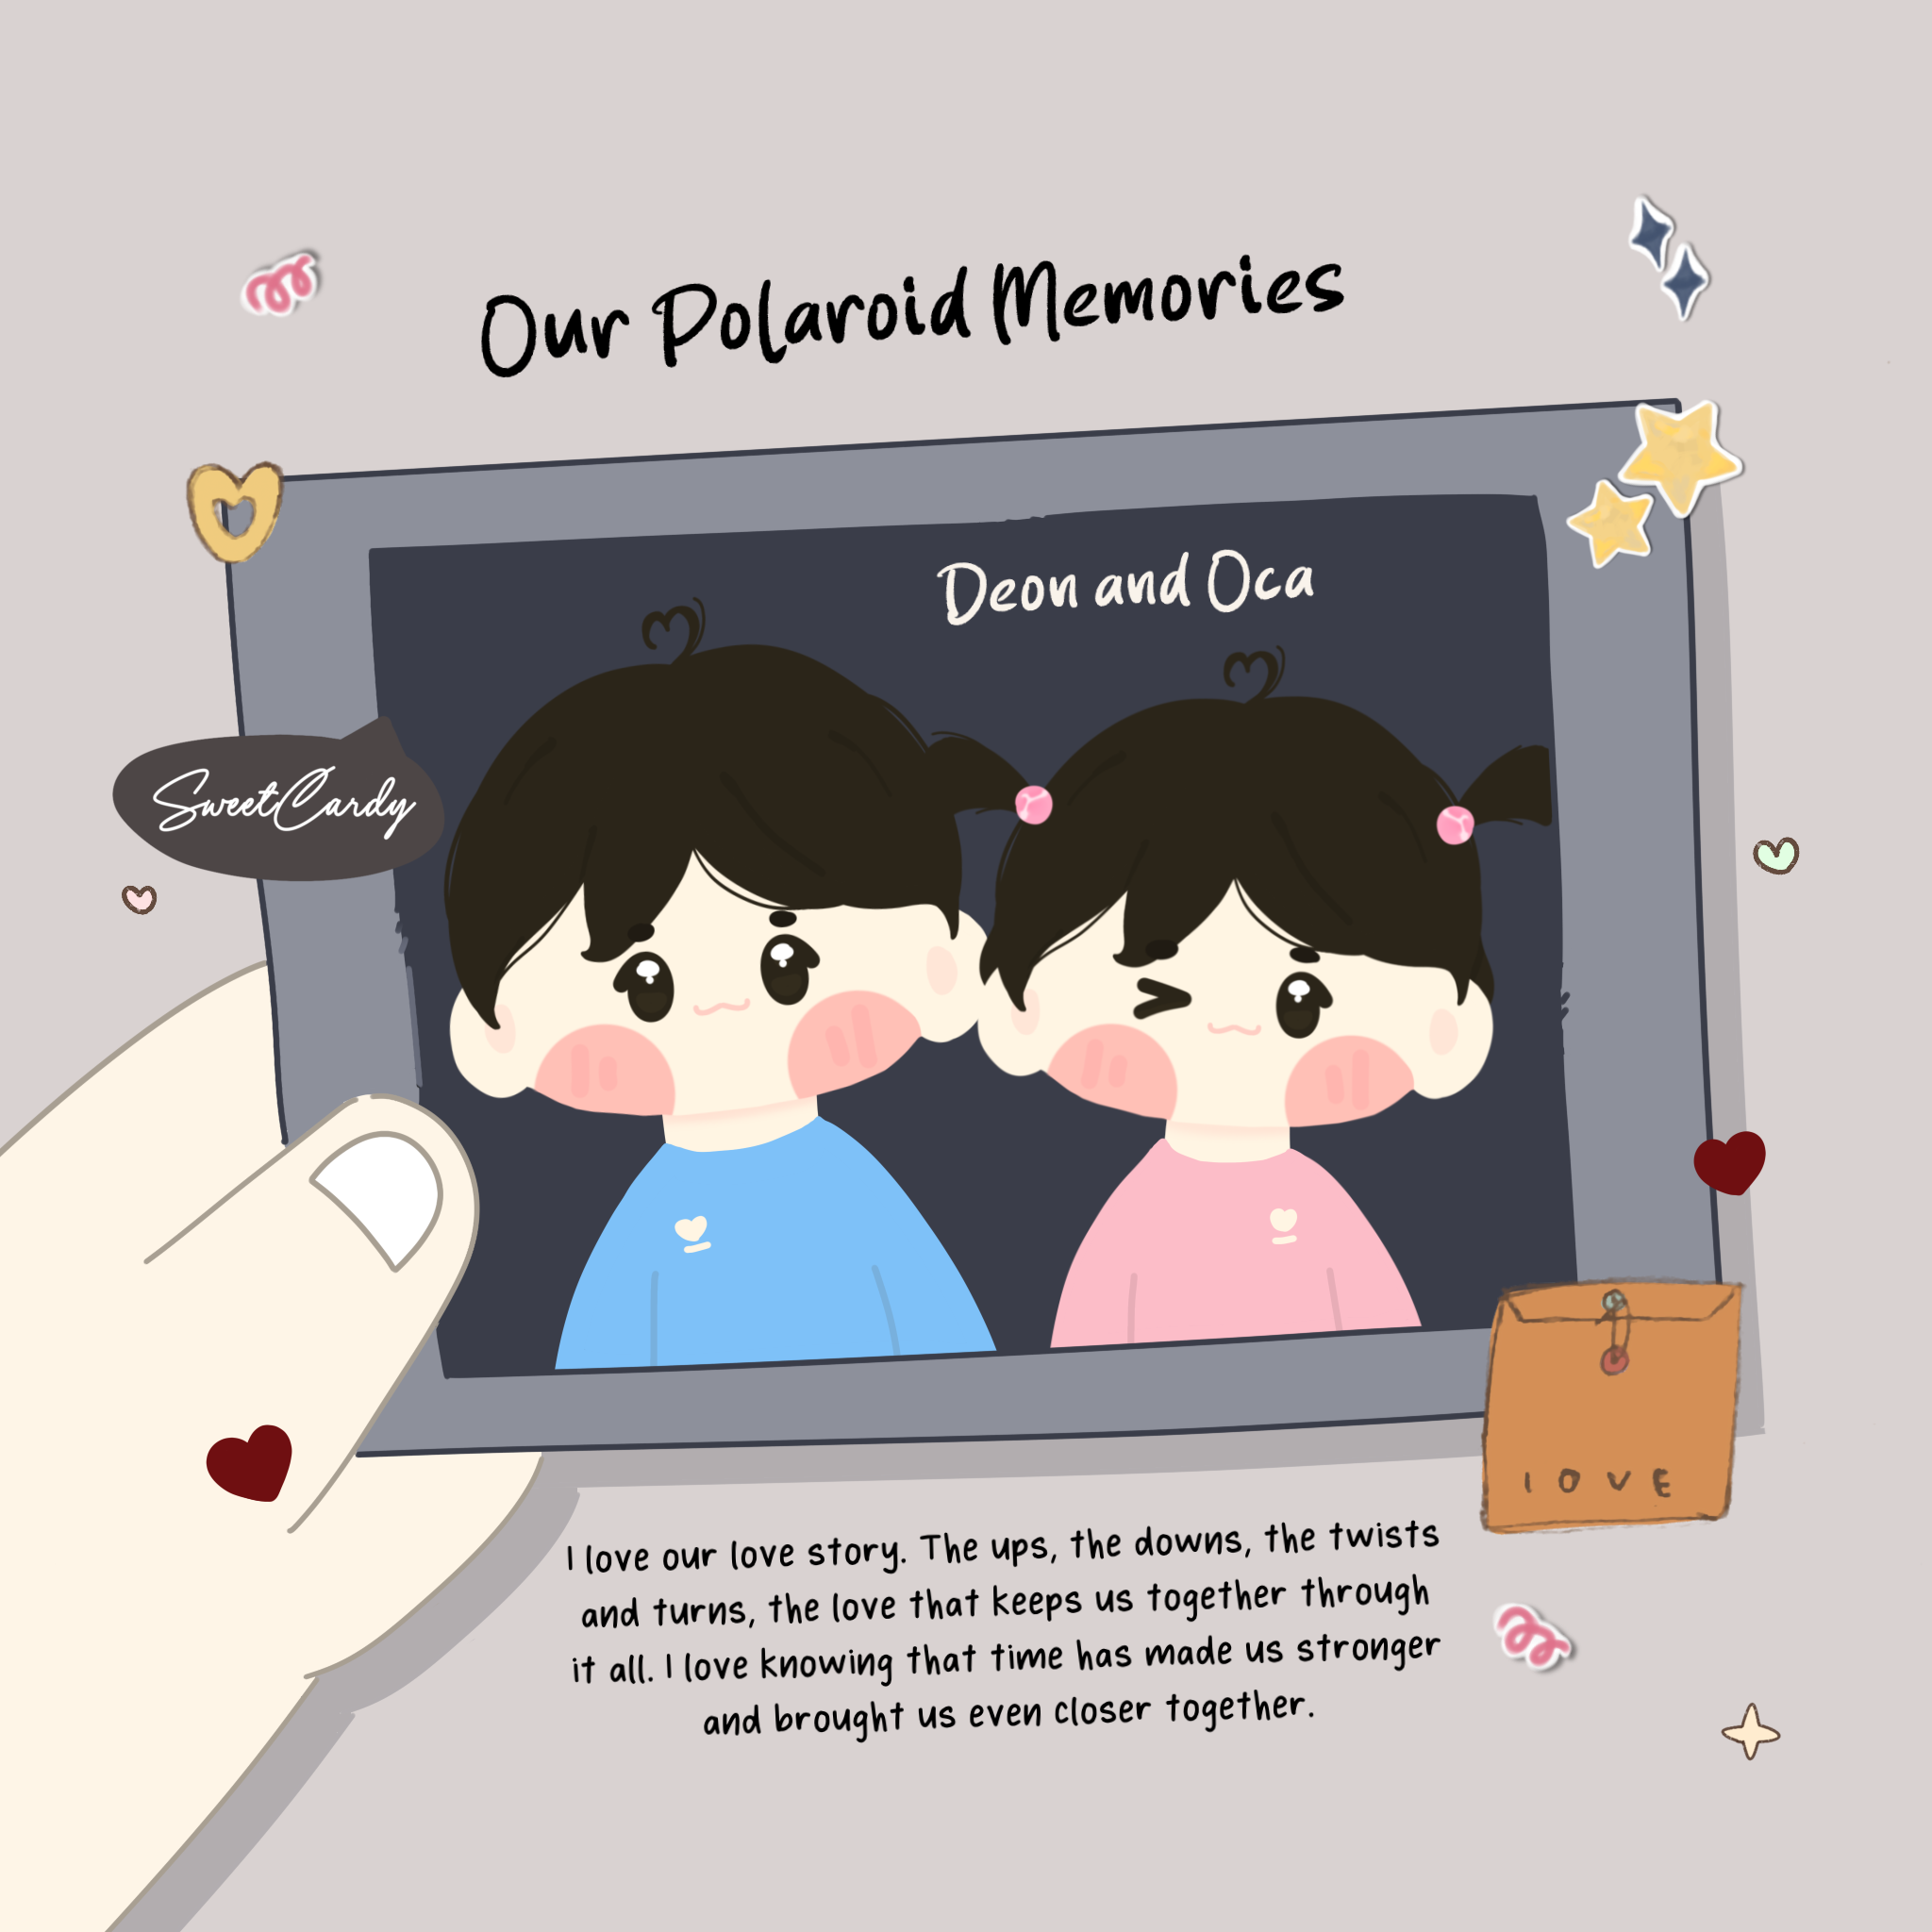 Our Polaroid Memories
Deon and Oca
SweetCardy
LOVE
I love our love story. The ups, the downs, the twists
and turns, the love that keeps us together through
it all. I love knowing that time has made us stronger
and brought us even closer together.